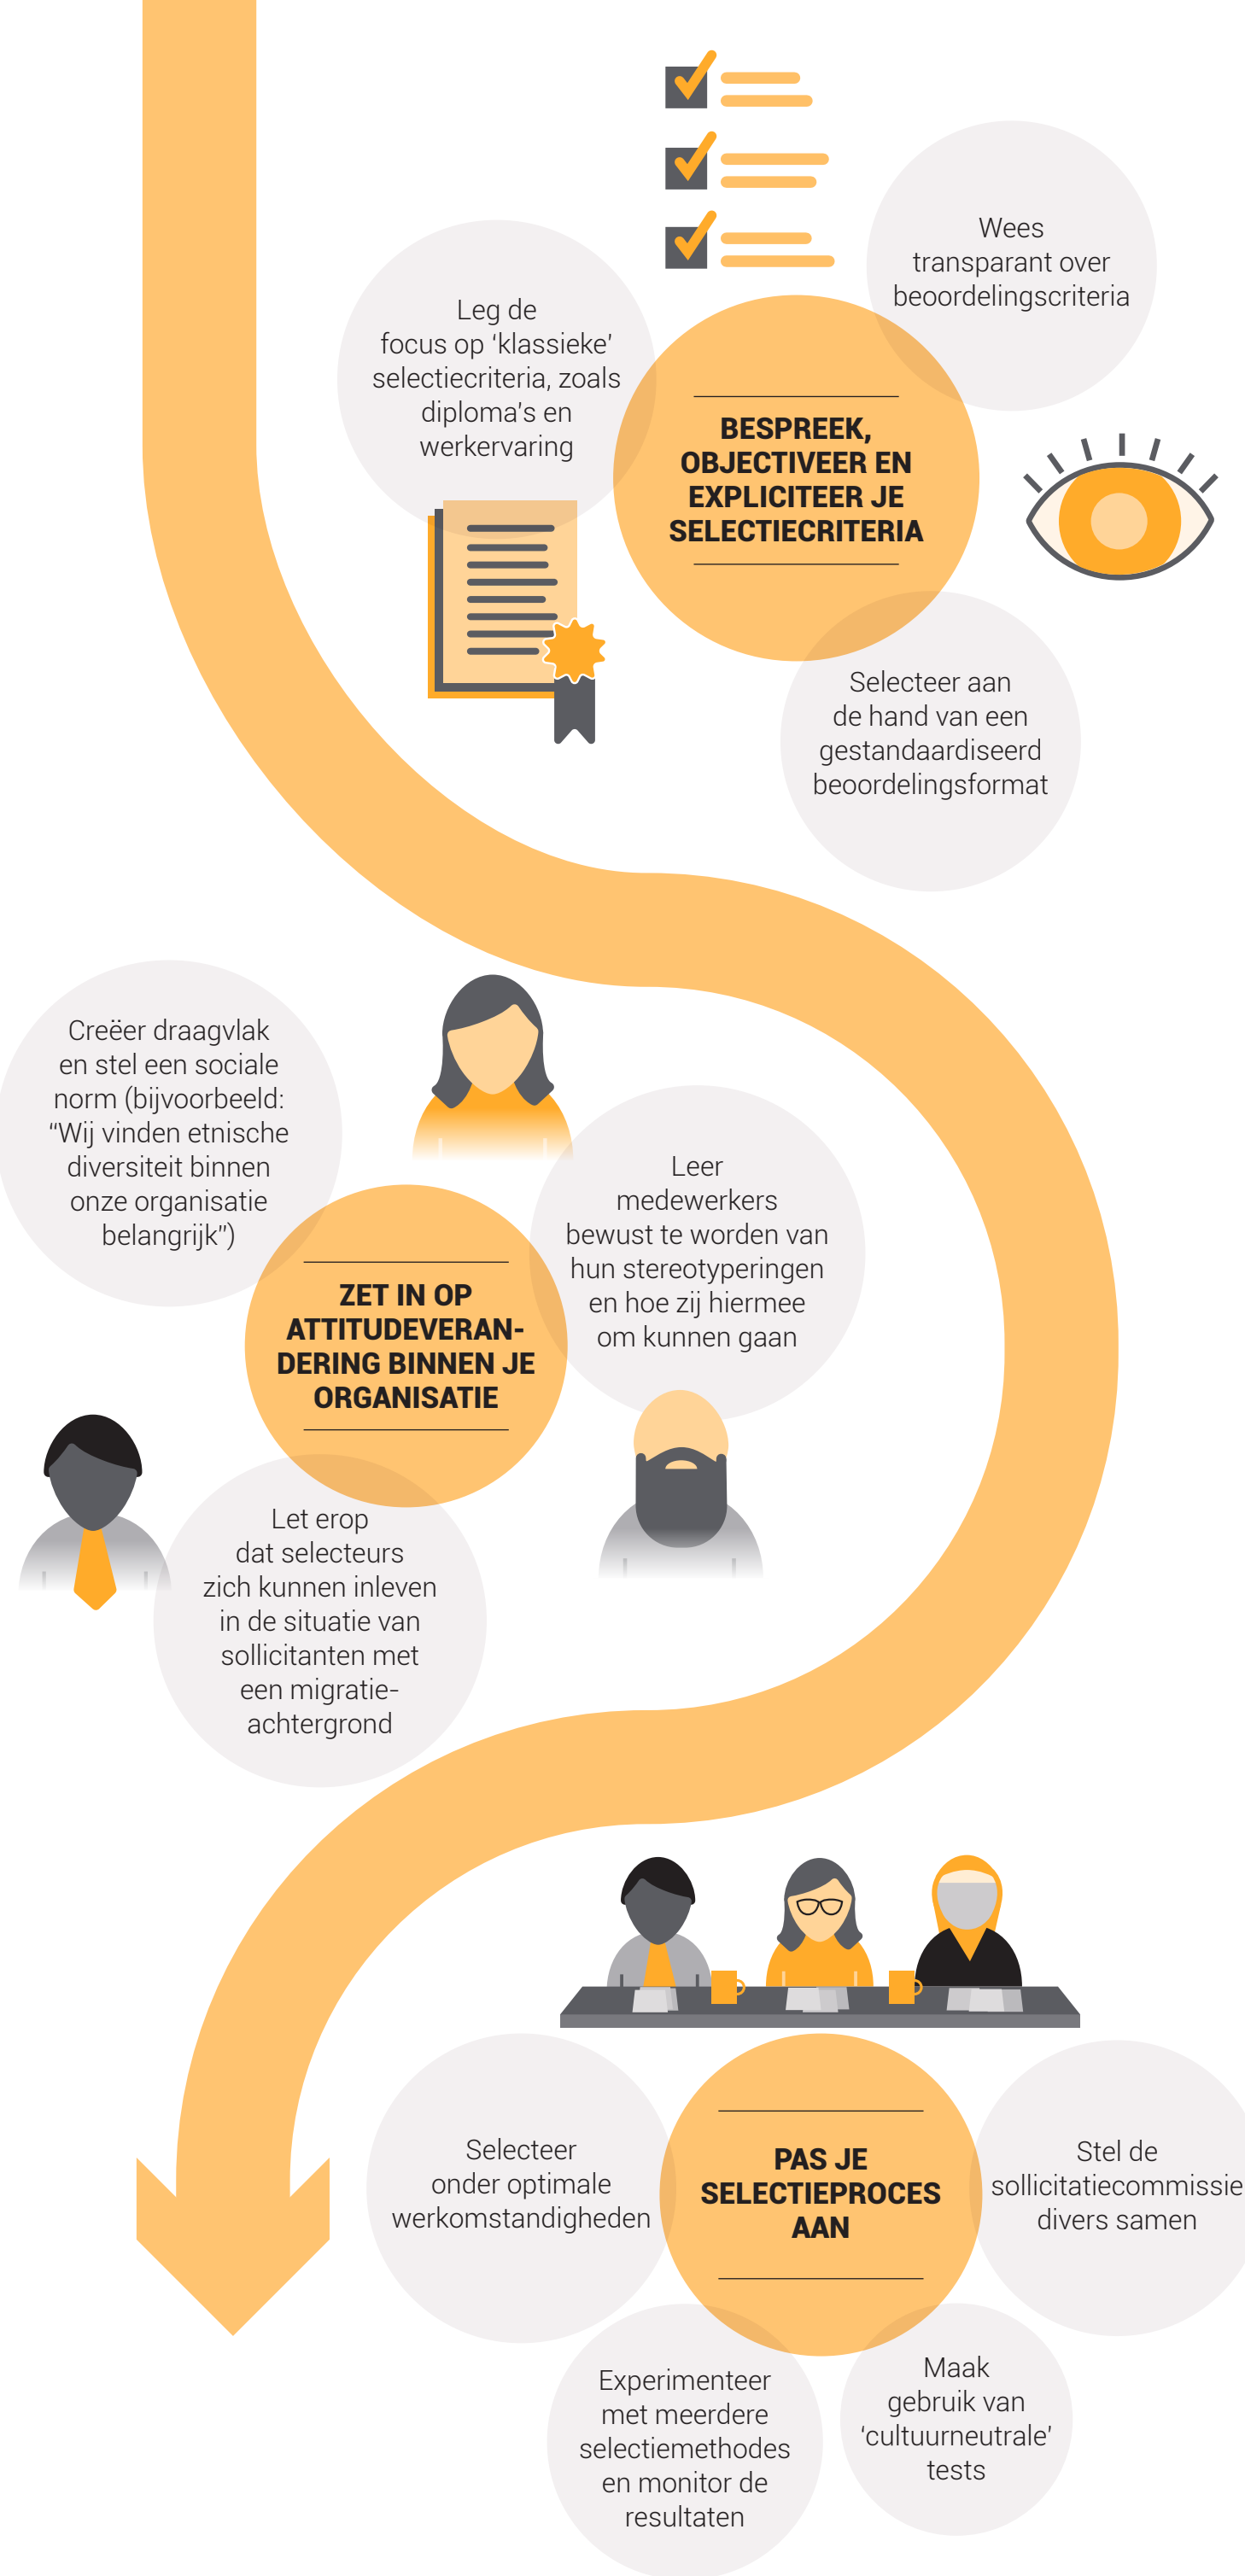 Wees
transparant over
beoordelingscriteria
Leg de
focus op ‘klassieke’
selectiecriteria, zoals
diploma's en
werkervaring
BESPREEK,
OBJECTIVEER EN
EXPLICITEER JE
SELECTIECRITERIA
Selecteer aan
de hand van een
gestandaardiseerd
beoordelingsformat
Creëer draagvlak
en stel een sociale
norm (bijvoorbeeld:
“Wij vinden etnische
diversiteit binnen
onze organisatie
belangrijk”)
Leer
medewerkers
bewust te worden van
hun stereotyperingen
en hoe zij hiermee
om kunnen gaan
ZET IN OP
ATTITUDEVERAN-
DERING BINNEN JE
ORGANISATIE
Let erop
dat selecteurs
zich kunnen inleven
in de situatie van
sollicitanten met
een migratie-
achtergrond
Selecteer
onder optimale
werkomstandigheden
PAS JE
SELECTIEPROCES
AAN
Stel de
sollicitatiecommissie
divers samen
Experimenteer
met meerdere
selectiemethodes
en monitor de
resultaten
Maak
gebruik van
‘cultuurneutrale’
tests